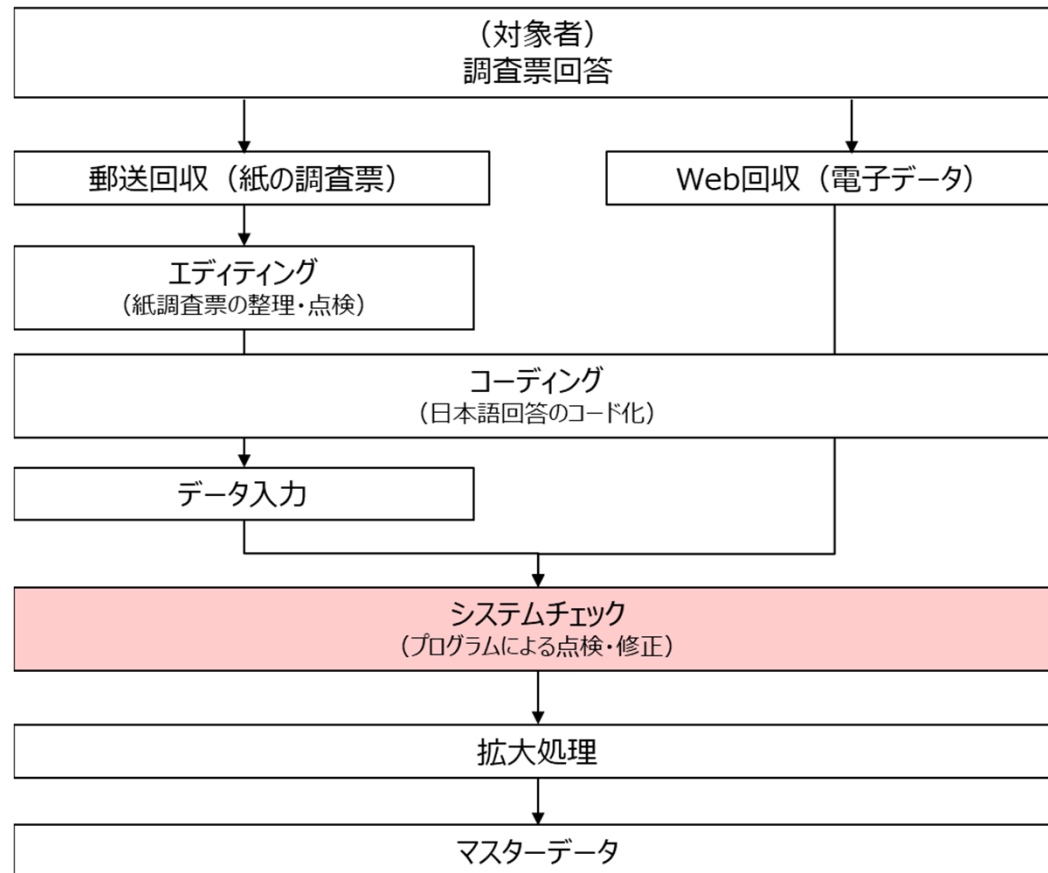 （対象者）
調査票回答
郵送回収（紙の調査票）
Web回収（電子データ）
エディティング
（紙調査票の整理・点検）
コーディング
（日本語回答のコード化）
データ入力
システムチェック
（プログラムによる点検・修正）
拡大処理
マスターデータ